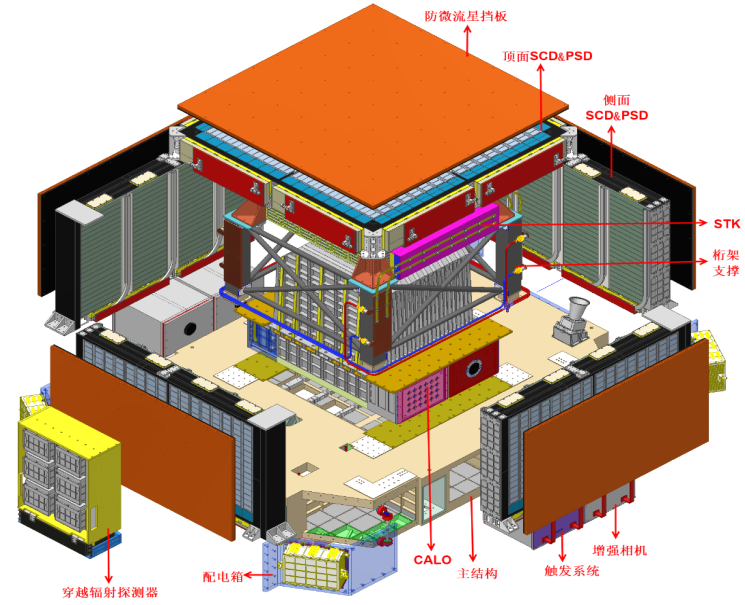 防微流星挡板
顶面SCD&PSD
侧面
SCD&PSD
STK
桁架
支撑
增强相机
触发系统
主结构
CALO
配电箱
穿越辐射探测器